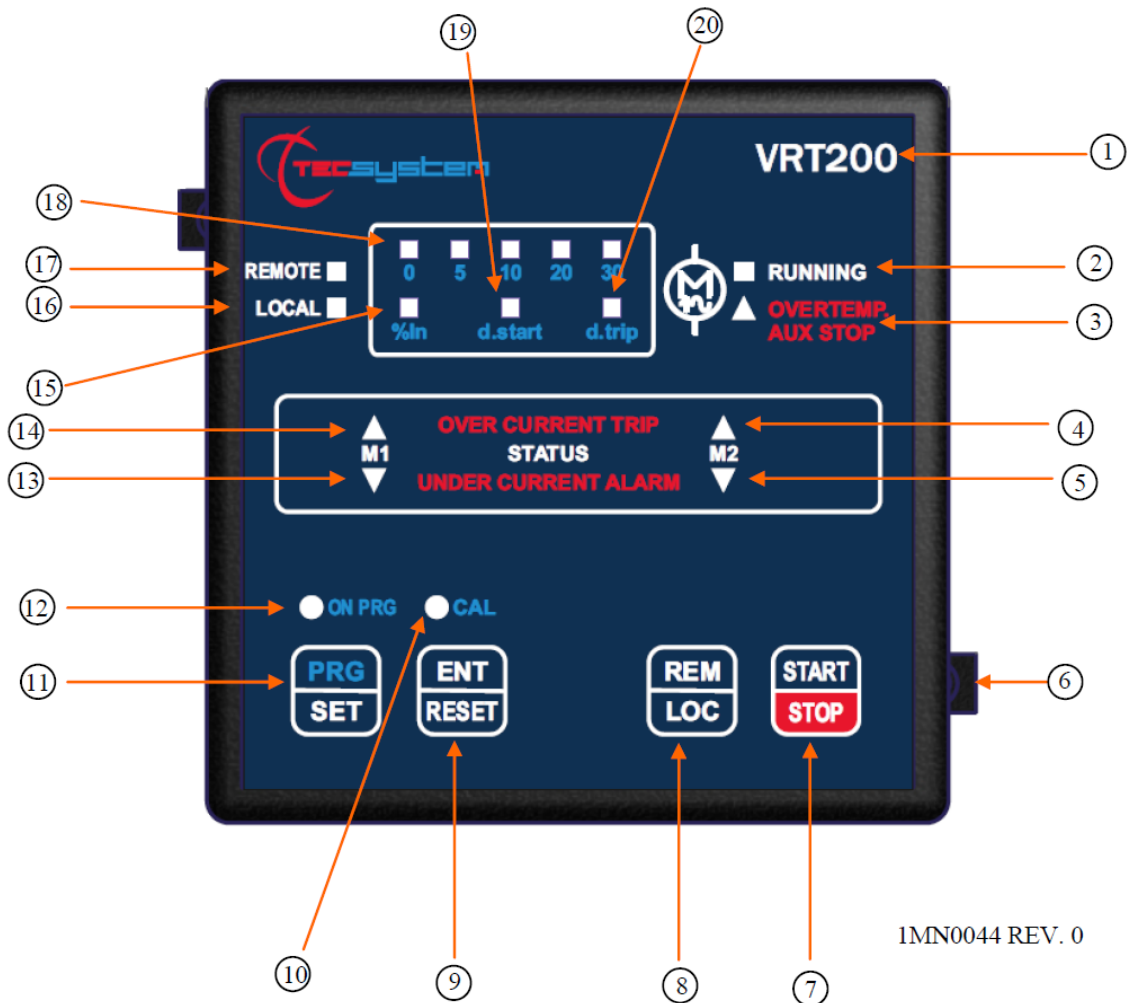 19
20
TECSYSTEM
VRT200
1
18
17
REMOTE
0 5 10 20 30
RUNNING
2
16
LOCAL
%In d.start d.trip
OVERTEMP.
AUX STOP
3
15
14
OVER CURRENT TRIP
4
M1 STATUS M2
13
UNDER CURRENT ALARM
5
12
ON PRG
CAL
11
PRG
SET
ENT
RESET
REM
LOC
START
STOP
6
10
9
8
7
1MN0044 REV. 0